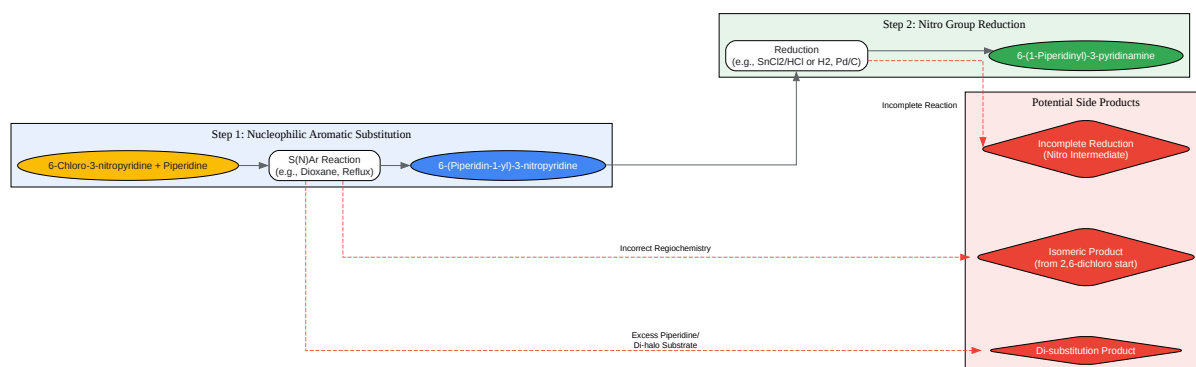 Step 2: Nitro Group Reduction
Reduction
(e.g., SnCl2/HCl or H2, Pd/C)
6-(1-Piperidinyl)-3-pyridinamine
Incomplete Reaction
Potential Side Products
Step 1: Nucleophilic Aromatic Substitution
6-Chloro-3-nitropyridine + Piperidine
S(N)Ar Reaction
(e.g., Dioxane, Reflux)
6-(Piperidin-1-yl)-3-nitropyridine
Incomplete Reduction
(Nitro Intermediate)
Incorrect Regiochemistry
Isomeric Product
(from 2,6-dichloro start)
Excess Piperidine/
Di-halo Substrate
Di-substitution Product